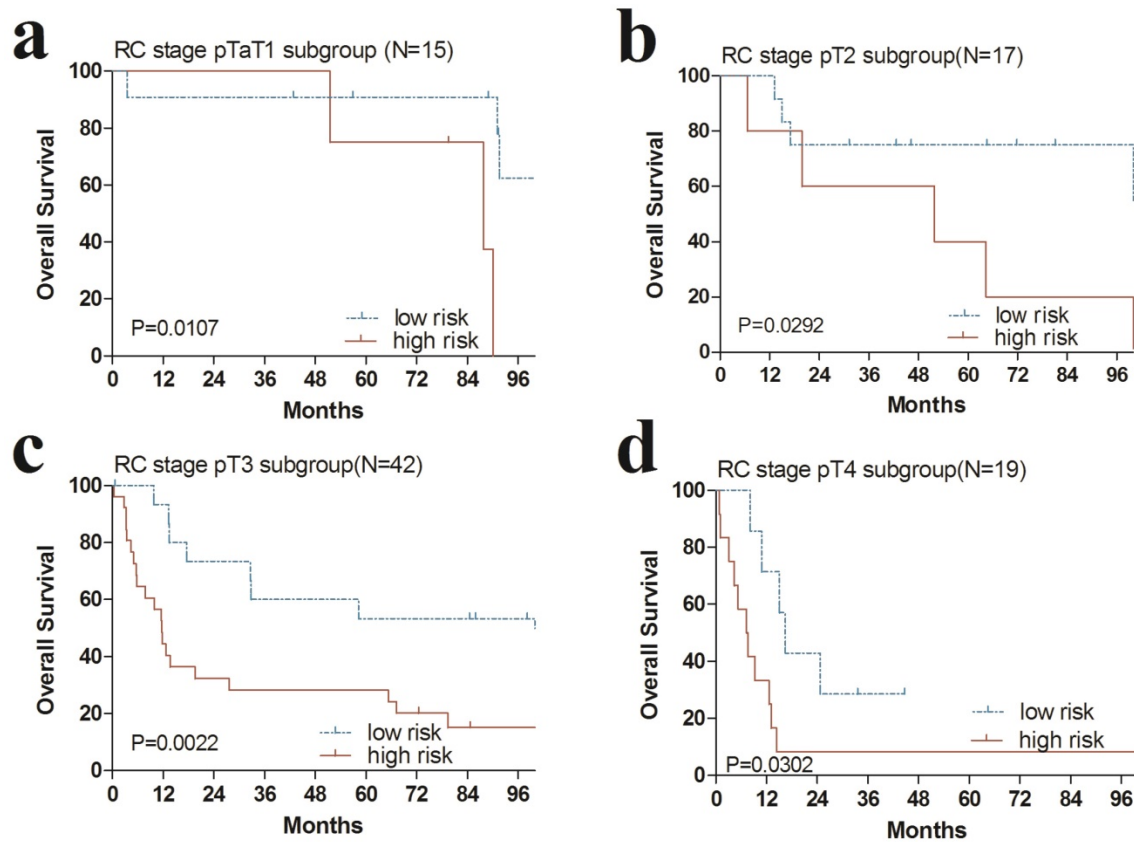 a
RC stage pTaT1 subgroup (N=15)
100
80
60
40
20
0
Overall Survival
P=0.0107
low risk
high risk
0 12 24 36 48 60 72 84 96
Months
b
RC stage pT2 subgroup(N=17)
100
80
60
40
20
0
Overall Survival
P=0.0292
low risk
high risk
0 12 24 36 48 60 72 84 96
Months
c
RC stage pT3 subgroup(N=42)
100
80
60
40
20
0
Overall Survival
P=0.0022
low risk
high risk
0 12 24 36 48 60 72 84 96
Months
d
RC stage pT4 subgroup(N=19)
100
80
60
40
20
0
Overall Survival
P=0.0302
low risk
high risk
0 12 24 36 48 60 72 84 96
Months